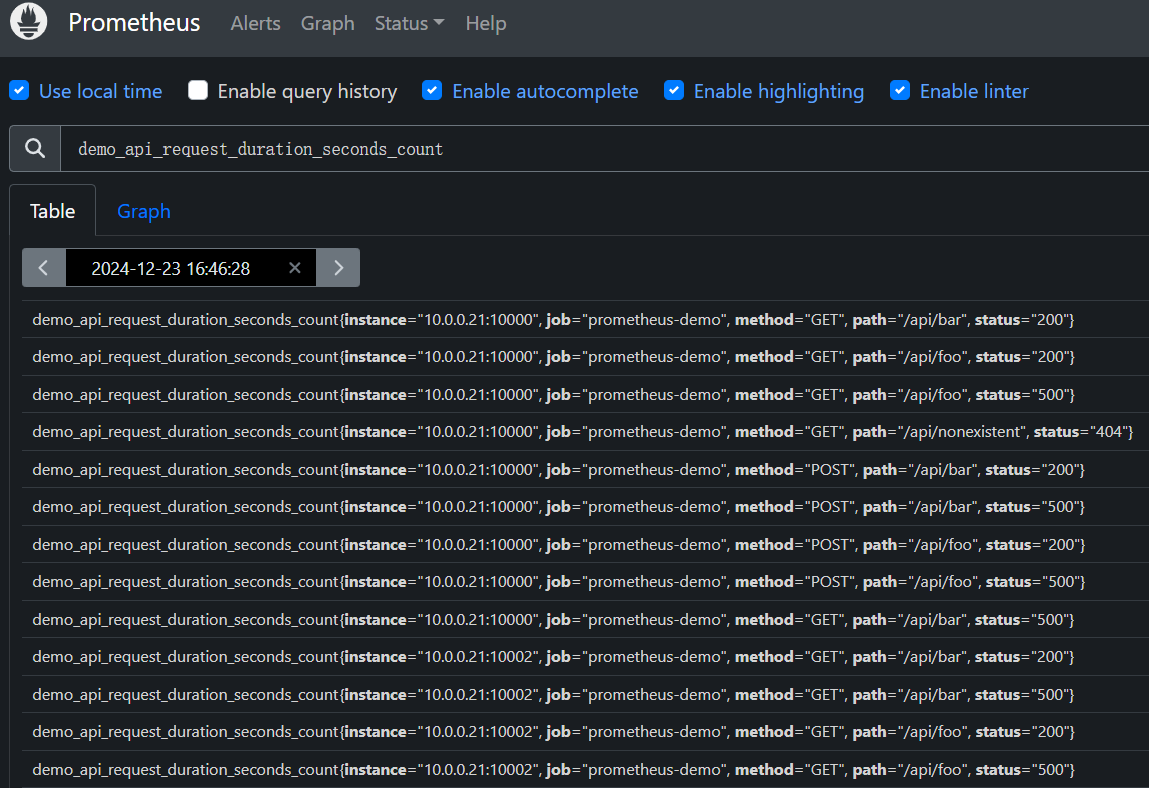 Prometheus Alerts Graph Status Help
Use local time Enable query history Enable autocomplete Enable highlighting Enable linter
demo_api_request_duration_seconds_count
Table Graph
2024-12-23 16:46:28
demo_api_request_duration_seconds_count{instance="10.0.0.21:10000", job="prometheus-demo", method="GET", path="/api/bar", status="200"}
demo_api_request_duration_seconds_count{instance="10.0.0.21:10000", job="prometheus-demo", method="GET", path="/api/foo", status="200"}
demo_api_request_duration_seconds_count{instance="10.0.0.21:10000", job="prometheus-demo", method="GET", path="/api/foo", status="500"}
demo_api_request_duration_seconds_count{instance="10.0.0.21:10000", job="prometheus-demo", method="GET", path="/api/nonexistent", status="404"}
demo_api_request_duration_seconds_count{instance="10.0.0.21:10000", job="prometheus-demo", method="POST", path="/api/bar", status="200"}
demo_api_request_duration_seconds_count{instance="10.0.0.21:10000", job="prometheus-demo", method="POST", path="/api/bar", status="500"}
demo_api_request_duration_seconds_count{instance="10.0.0.21:10000", job="prometheus-demo", method="POST", path="/api/foo", status="200"}
demo_api_request_duration_seconds_count{instance="10.0.0.21:10000", job="prometheus-demo", method="POST", path="/api/foo", status="500"}
demo_api_request_duration_seconds_count{instance="10.0.0.21:10000", job="prometheus-demo", method="GET", path="/api/bar", status="500"}
demo_api_request_duration_seconds_count{instance="10.0.0.21:10002", job="prometheus-demo", method="GET", path="/api/bar", status="200"}
demo_api_request_duration_seconds_count{instance="10.0.0.21:10002", job="prometheus-demo", method="GET", path="/api/bar", status="500"}
demo_api_request_duration_seconds_count{instance="10.0.0.21:10002", job="prometheus-demo", method="GET", path="/api/foo", status="200"}
demo_api_request_duration_seconds_count{instance="10.0.0.21:10002", job="prometheus-demo", method="GET", path="/api/foo", status="500"}